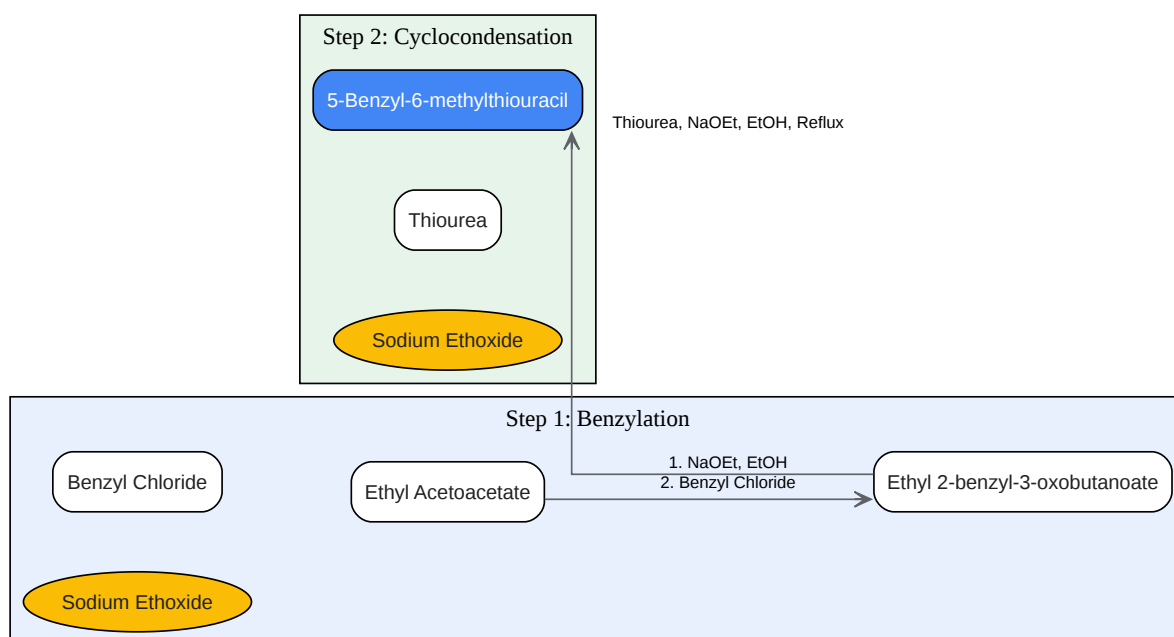 Step 2: Cyclocondensation
5-Benzyl-6-methylthiouracil
Thiourea, NaOEt, EtOH, Reflux
Thiourea
Sodium Ethoxide
Step 1: Benzylation
Benzyl Chloride
Ethyl Acetoacetate
1. NaOEt, EtOH
2. Benzyl Chloride
Ethyl 2-benzyl-3-oxobutanoate
Sodium Ethoxide